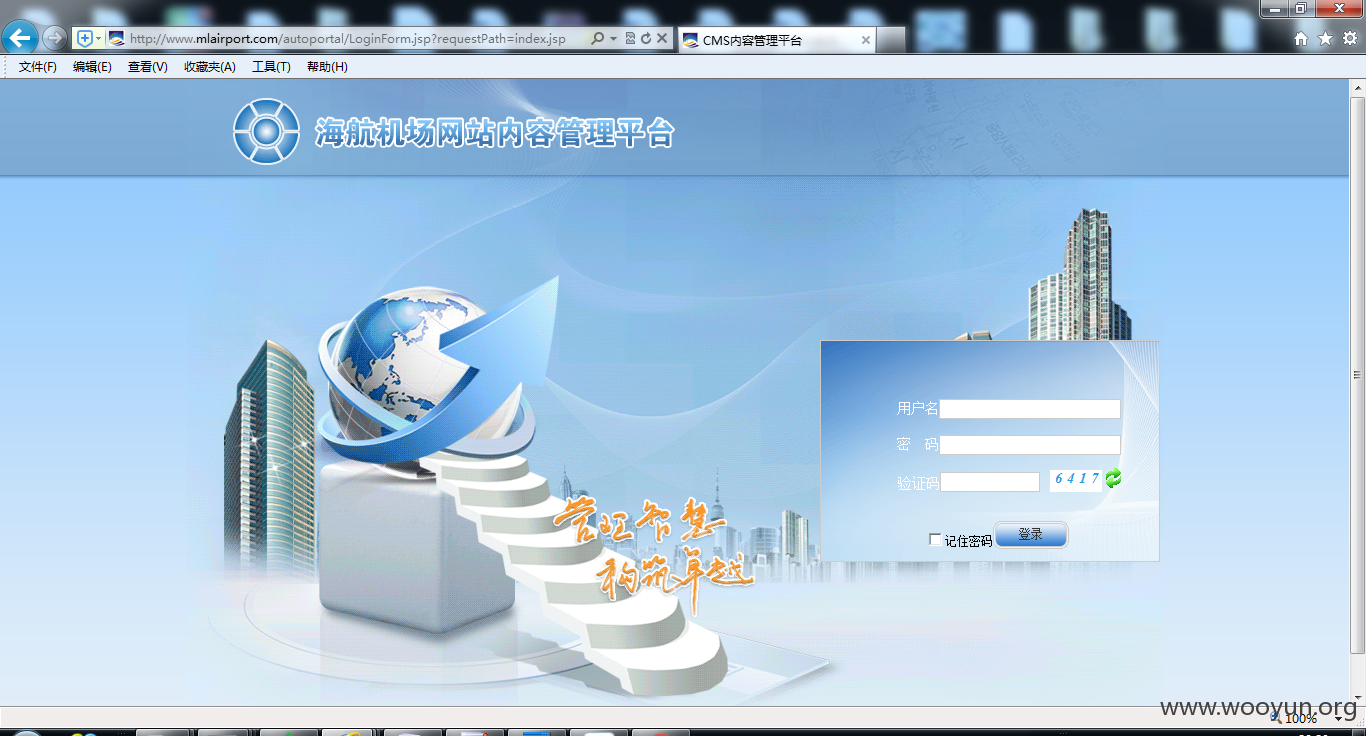 http://www.mlairport.com/autoportal/LoginForm.jsp?requestPath=index.jsp
CMS内容管理平台
文件(F) 编辑(E) 查看(V) 收藏夹(A) 工具(T) 帮助(H)
海航机场网站内容管理平台
用户名
密 码
验证码 6417
记住密码 登录
管理智慧
构筑卓越
www.wooyun.org
100%